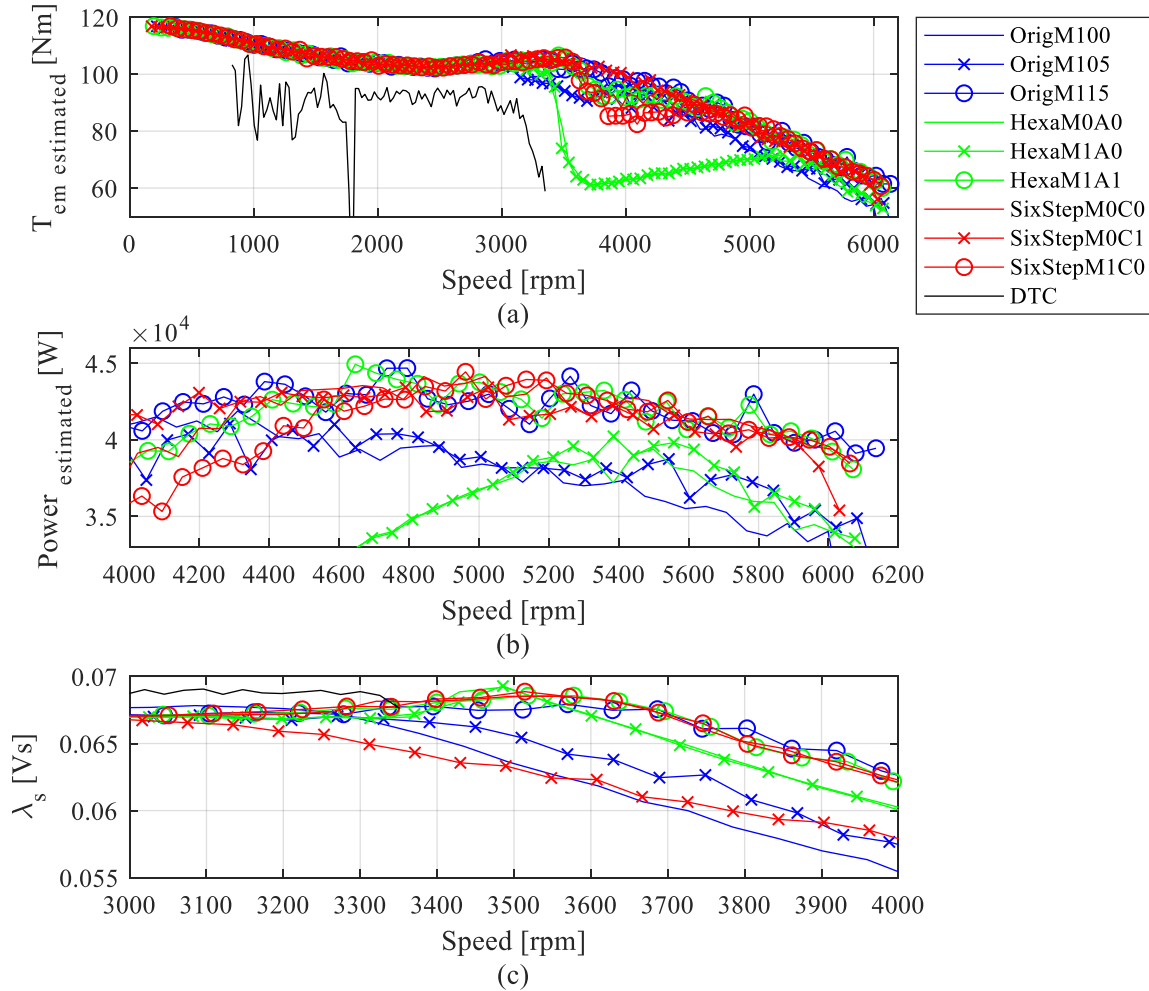 T em estimated [Nm]
120
100
80
60
0 1000 2000 3000 4000 5000 6000
Speed [rpm]
(a)
OrigM100
OrigM105
OrigM115
HexaM0A0
HexaM1A0
HexaM1A1
SixStepM0C0
SixStepM0C1
SixStepM1C0
DTC
×10⁴
Power estimated [W]
4.5
4
3.5
4000 4200 4400 4600 4800 5000 5200 5400 5600 5800 6000 6200
Speed [rpm]
(b)
λs [Vs]
0.07
0.065
0.06
0.055
3000 3100 3200 3300 3400 3500 3600 3700 3800 3900 4000
Speed [rpm]
(c)